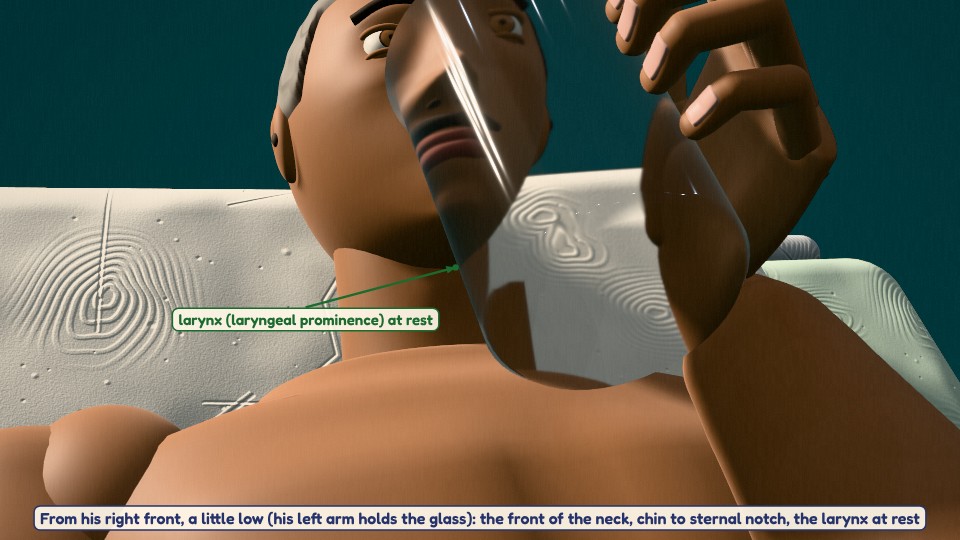 larynx (laryngeal prominence) at rest
From his right front, a little low (his left arm holds the glass): the front of the neck, chin to sternal notch, the larynx at rest